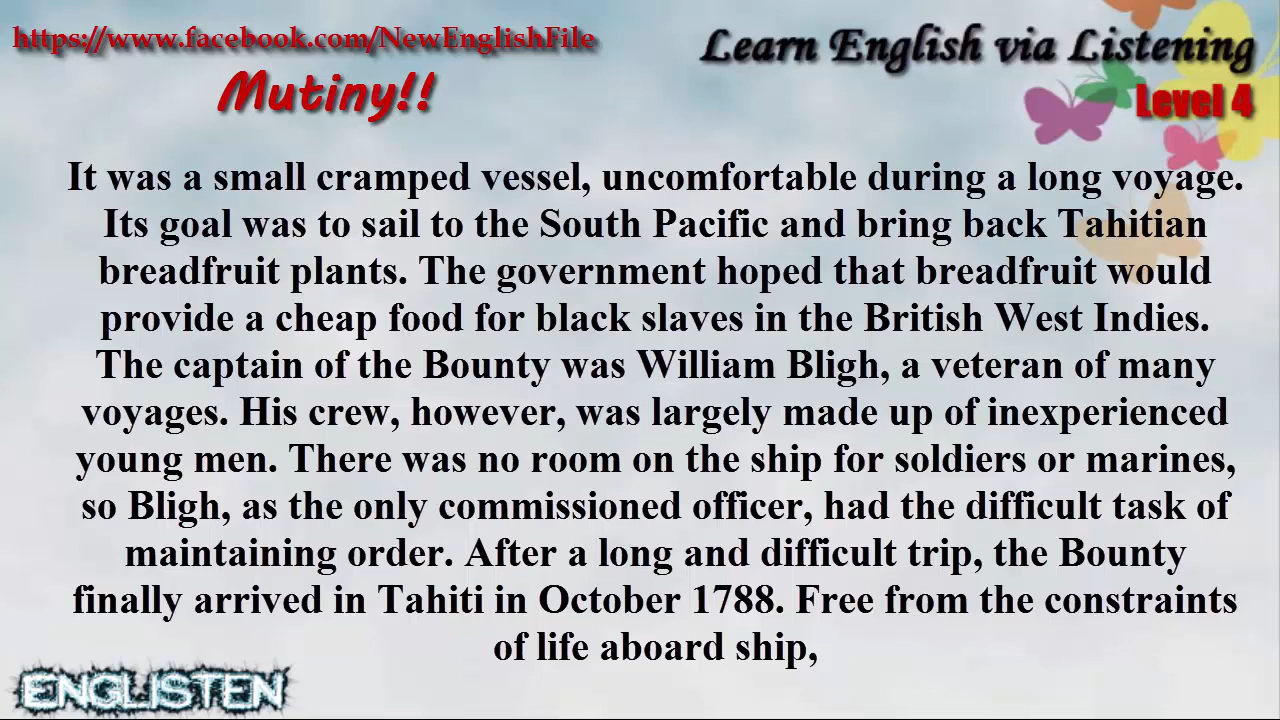 https://www.facebook.com/NewEnglishFile
Learn English via Listening
Mutiny!!
Level 4
It was a small cramped vessel, uncomfortable during a long voyage.
Its goal was to sail to the South Pacific and bring back Tahitian
breadfruit plants. The government hoped that breadfruit would
provide a cheap food for black slaves in the British West Indies.
The captain of the Bounty was William Bligh, a veteran of many
voyages. His crew, however, was largely made up of inexperienced
young men. There was no room on the ship for soldiers or marines,
so Bligh, as the only commissioned officer, had the difficult task of
maintaining order. After a long and difficult trip, the Bounty
finally arrived in Tahiti in October 1788. Free from the constraints
of life aboard ship,
ENGLISTEN